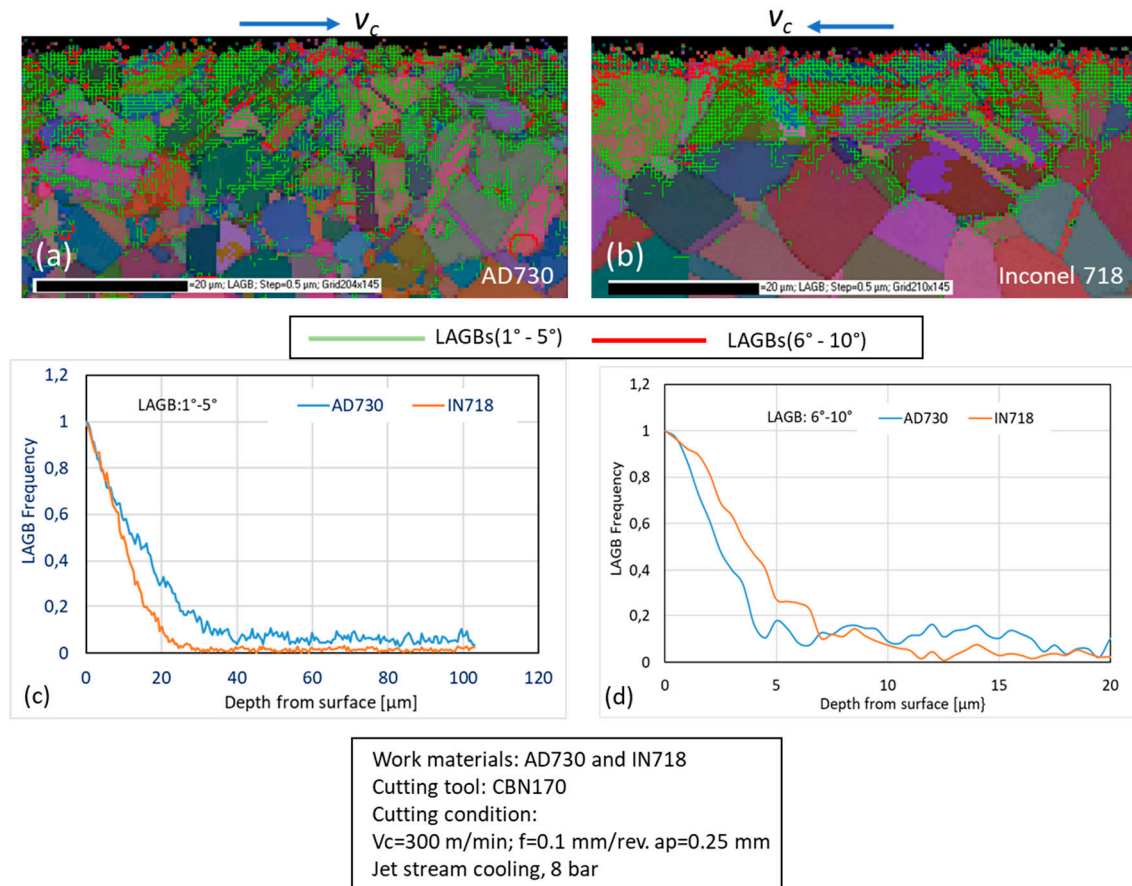 Vc
Vc
(a)
AD730
=20 µm; LAGB; Step=0.5 µm; Grid204x145
(b)
Inconel 718
=20 µm; LAGB; Step=0.5 µm; Grid210x145
LAGBs(1° - 5°)
LAGBs(6° - 10°)
LAGB:1°-5°
AD730
IN718
LAGB Frequency
1,2
1
0,8
0,6
0,4
0,2
0
0 20 40 60 80 100 120
Depth from surface [µm]
(c)
LAGB: 6°-10°
AD730
IN718
LAGB Frequency
1,2
1
0,8
0,6
0,4
0,2
0
0 5 10 15 20
Depth from surface [µm}
(d)
Work materials: AD730 and IN718
Cutting tool: CBN170
Cutting condition:
Vc=300 m/min; f=0.1 mm/rev. ap=0.25 mm
Jet stream cooling, 8 bar